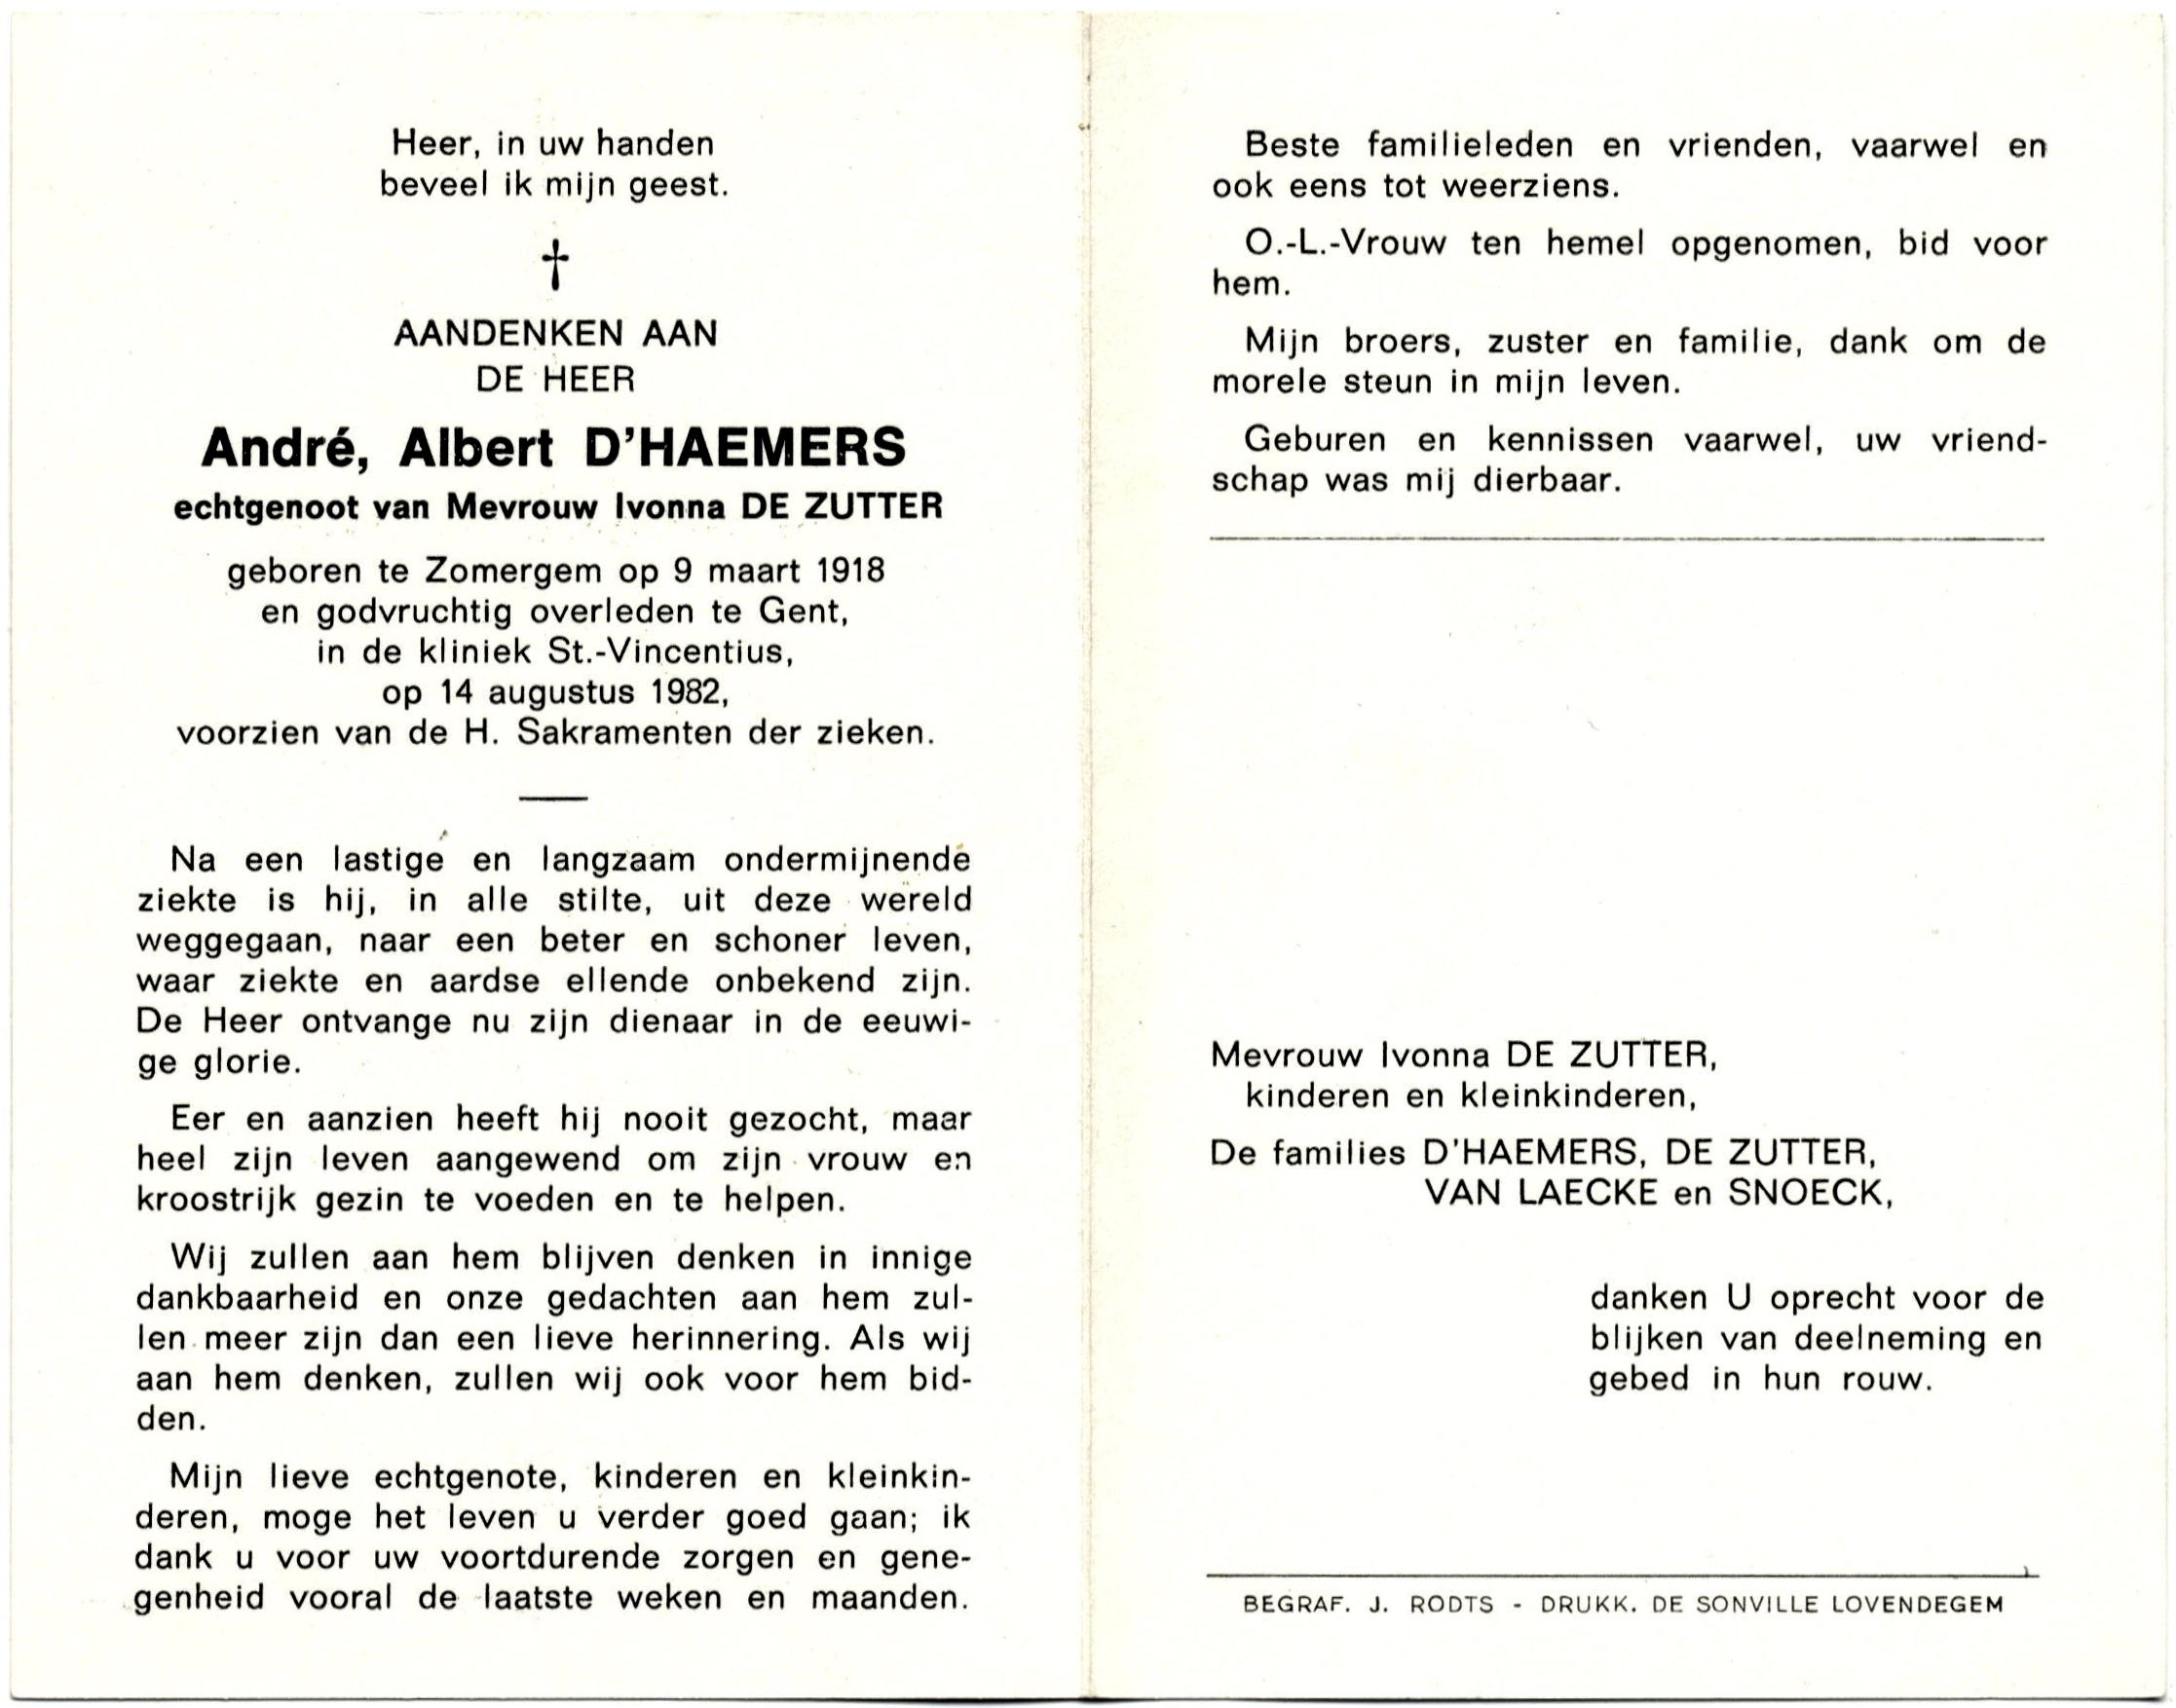 Heer, in uw handen
beveel ik mijn geest.
†
AANDENKEN AAN
DE HEER
André, Albert D'HAEMERS
echtgenoot van Mevrouw Ivonna DE ZUTTER
geboren te Zomergem op 9 maart 1918
en godvruchtig overleden te Gent,
in de kliniek St.-Vincentius,
op 14 augustus 1982,
voorzien van de H. Sakramenten der zieken.
Na een lastige en langzaam ondermijnende
ziekte is hij, in alle stilte, uit deze wereld
weggegaan, naar een beter en schoner leven,
waar ziekte en aardse ellende onbekend zijn.
De Heer ontvange nu zijn dienaar in de eeuwi-
ge glorie.
Eer en aanzien heeft hij nooit gezocht, maar
heel zijn leven aangewend om zijn vrouw en
kroostrijk gezin te voeden en te helpen.
Wij zullen aan hem blijven denken in innige
dankbaarheid en onze gedachten aan hem zul-
len meer zijn dan een lieve herinnering. Als wij
aan hem denken, zullen wij ook voor hem bid-
den.
Mijn lieve echtgenote, kinderen en kleinkin-
deren, moge het leven u verder goed gaan; ik
dank u voor uw voortdurende zorgen en gene-
genheid vooral de laatste weken en maanden.
Beste familieleden en vrienden, vaarwel en
ook eens tot weerziens.
O.-L.-Vrouw ten hemel opgenomen, bid voor
hem.
Mijn broers, zuster en familie, dank om de
morele steun in mijn leven.
Geburen en kennissen vaarwel, uw vriend-
schap was mij dierbaar.
Mevrouw Ivonna DE ZUTTER,
kinderen en kleinkinderen,
De families D'HAEMERS, DE ZUTTER,
VAN LAECKE en SNOECK,
danken U oprecht voor de
blijken van deelneming en
gebed in hun rouw.
BEGRAF. J. RODTS - DRUKK. DE SONVILLE LOVENDEGEM